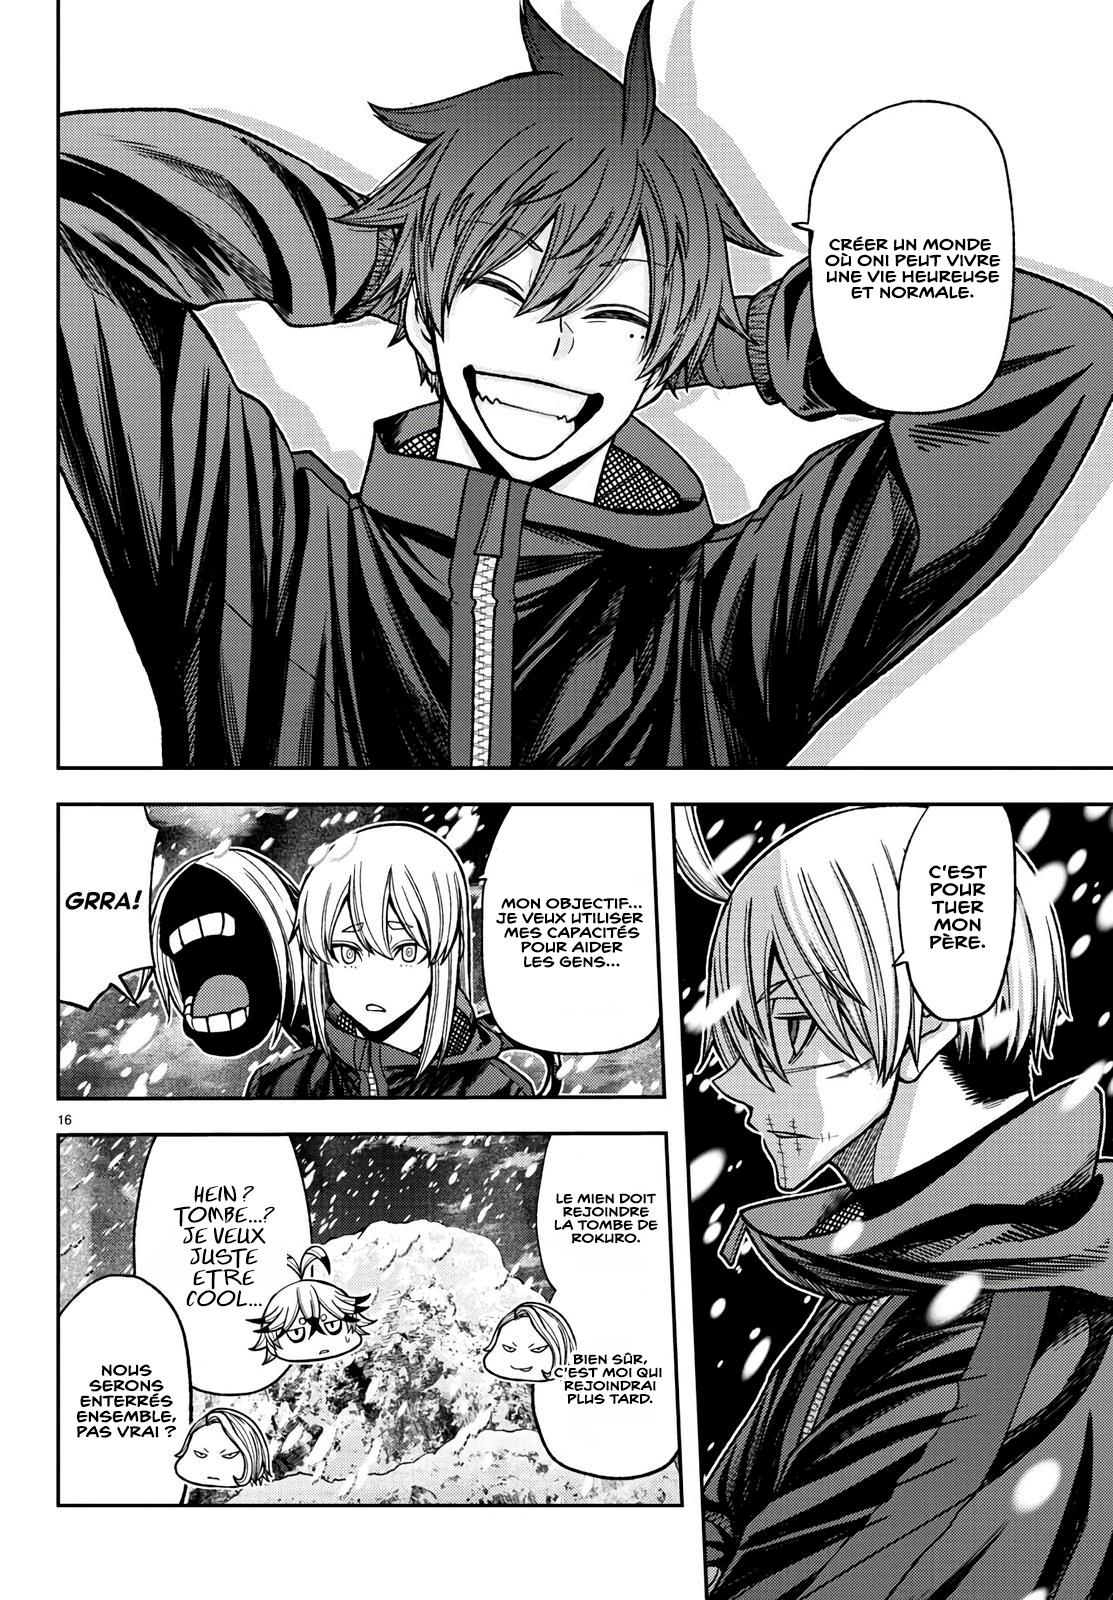 CRÉER UN MONDE
OÙ ONI PEUT VIVRE
UNE VIE HEUREUSE
ET NORMALE.
C'EST
POUR
TUER
MON
PÈRE.
MON OBJECTIF...
JE VEUX UTILISER
MES CAPACITÉS
POUR AIDER
LES GENS...
GRRA!
16
LE MIEN DOIT
REJOINDRE
LA TOMBE DE
ROKURO.
BIEN SÛR,
C'EST MOI QUI
REJOINDRAI
PLUS TARD.
HEIN?
TOMBE...?
JE VEUX
JUSTE
ETRE
COOL...
NOUS
SERONS
ENTERRÉS
ENSEMBLE,
PAS VRAI ?